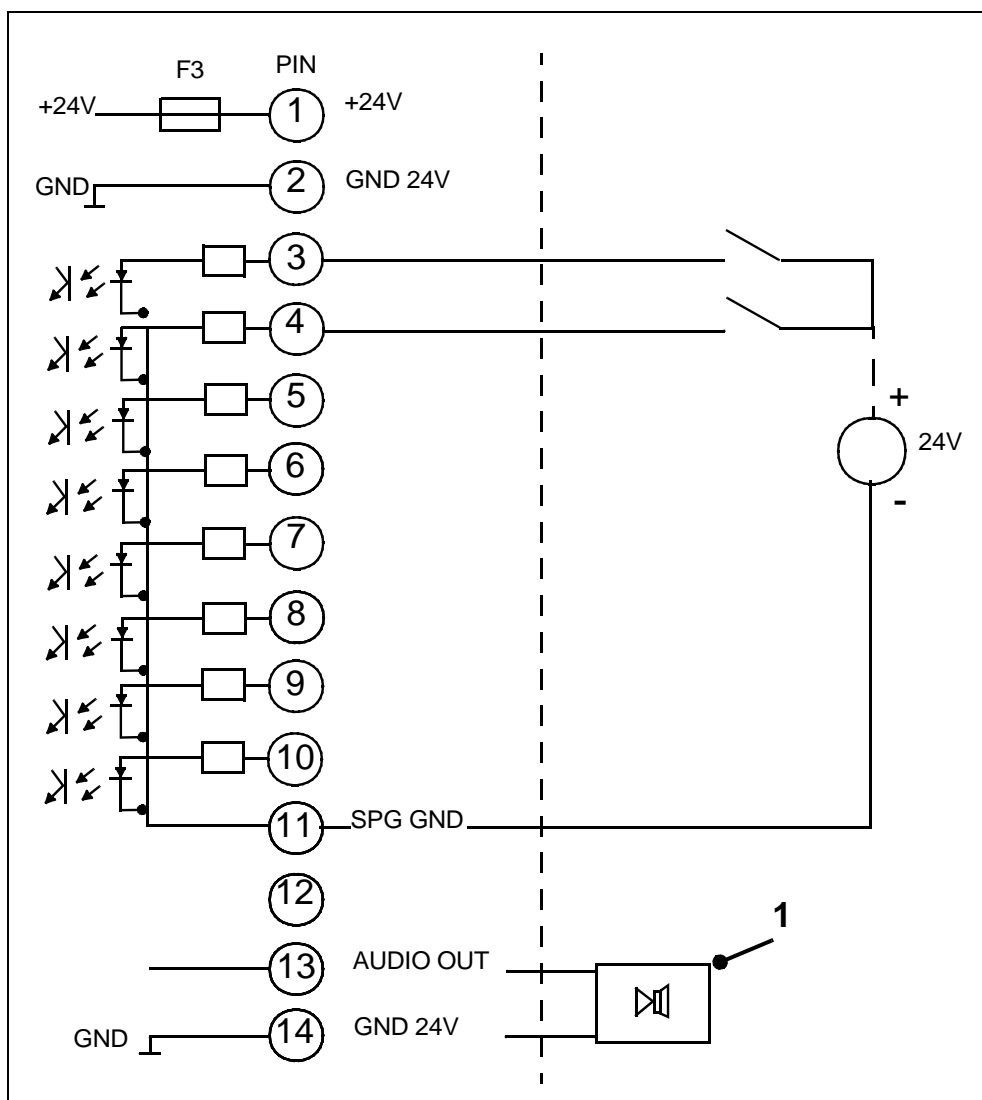 F3 PIN
+24V 1 +24V
GND 2 GND 24V
3
4
5
+
6 24V
-
7
8
9
10
11 SPG GND
12
1
13 AUDIO OUT
GND 14 GND 24V